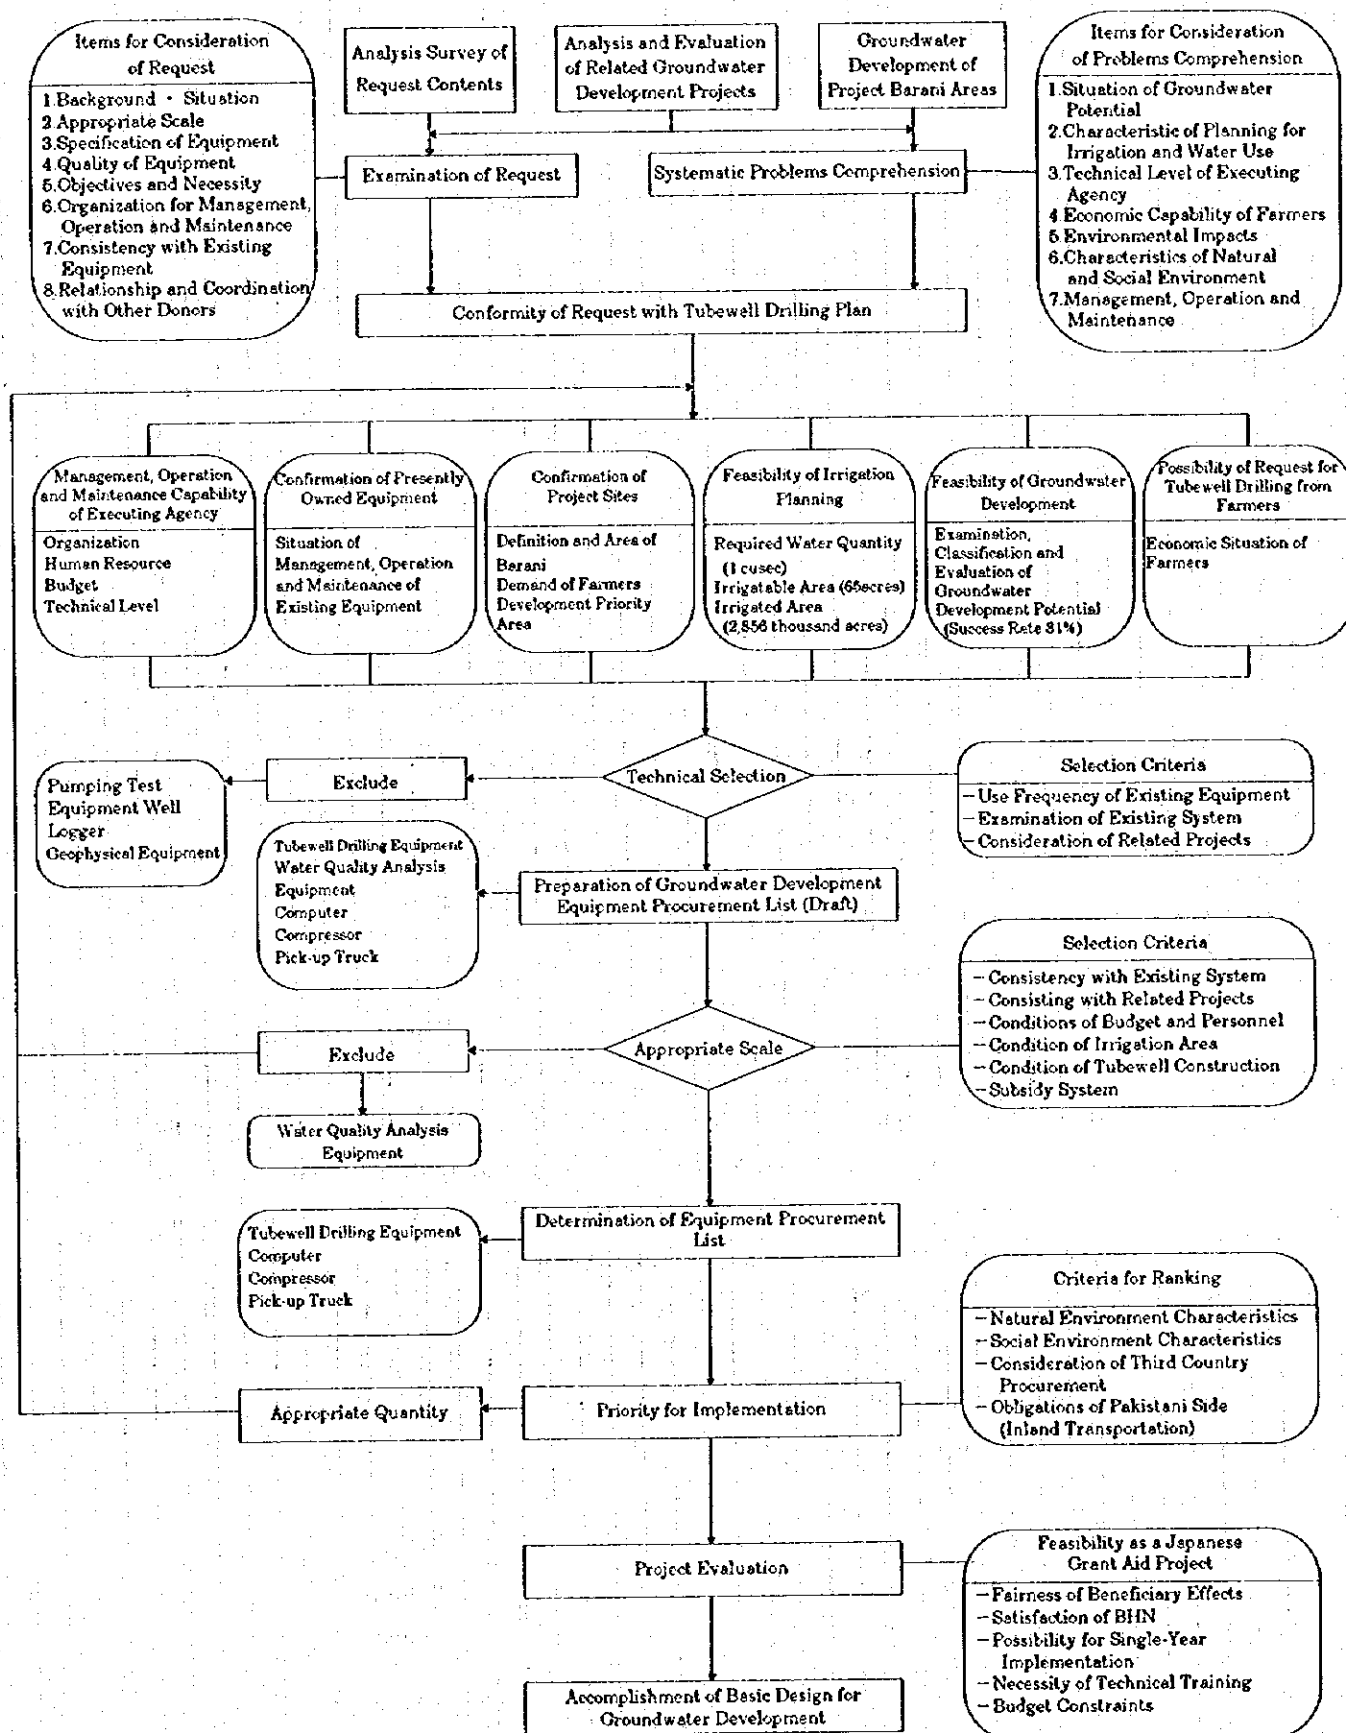 Items for Consideration
of Request
1.Background · Situation
2.Appropriate Scale
3.Specification of Equipment
4.Quality of Equipment
5.Objectives and Necessity
6.Organization for Management,
Operation and Maintenance
7.Consistency with Existing
Equipment
8.Relationship and Coordination
with Other Donors
Analysis Survey of
Request Contents
Analysis and Evaluation
of Related Groundwater
Development Projects
Groundwater
Development of
Project Barani Areas
Items for Consideration
of Problems Comprehension
1.Situation of Groundwater
Potential
2.Characteristic of Planning for
Irrigation and Water Use
3.Technical Level of Executing
Agency
4.Economic Capability of Farmers
5.Environmental Impacts
6.Characteristics of Natural
and Social Environment
7.Management, Operation and
Maintenance
Examination of Request
Systematic Problems Comprehension
Conformity of Request with Tubewell Drilling Plan
Management, Operation
and Maintenance Capability
of Executing Agency
Organization
Human Resource
Budget
Technical Level
Confirmation of Presently
Owned Equipment
Situation of
Management, Operation
and Maintenance of
Existing Equipment
Confirmation of
Project Sites
Definition and Area of
Barani
Demand of Farmers
Development Priority
Area
Feasibility of Irrigation
Planning
Required Water Quantity
(1 cusec)
Irrigatable Area (65acres)
Irrigated Area
(2,856 thousand acres)
Feasibility of Groundwater
Development
Examination,
Classification and
Evaluation of
Groundwater
Development Potential
(Success Rate 81%)
Possibility of Request for
Tubewell Drilling from
Farmers
Economic Situation of
Farmers
Technical Selection
Exclude
Pumping Test
Equipment Well
Logger
Geophysical Equipment
Selection Criteria
－Use Frequency of Existing Equipment
－Examination of Existing System
－Consideration of Related Projects
Tubewell Drilling Equipment
Water Quality Analysis
Equipment
Computer
Compressor
Pick-up Truck
Preparation of Groundwater Development
Equipment Procurement List (Draft)
Selection Criteria
－Consistency with Existing System
－Consisting with Related Projects
－Conditions of Budget and Personnel
－Condition of Irrigation Area
－Condition of Tubewell Construction
－Subsidy System
Exclude
Appropriate Scale
Water Quality Analysis
Equipment
Tubewell Drilling Equipment
Computer
Compressor
Pick-up Truck
Determination of Equipment Procurement
List
Criteria for Ranking
－Natural Environment Characteristics
－Social Environment Characteristics
－Consideration of Third Country
Procurement
－Obligations of Pakistani Side
(Inland Transportation)
Appropriate Quantity
Priority for Implementation
Project Evaluation
Feasibility as a Japanese
Grant Aid Project
－Fairness of Beneficiary Effects
－Satisfaction of BHN
－Possibility for Single-Year
Implementation
－Necessity of Technical Training
－Budget Constraints
Accomplishment of Basic Design for
Groundwater Development